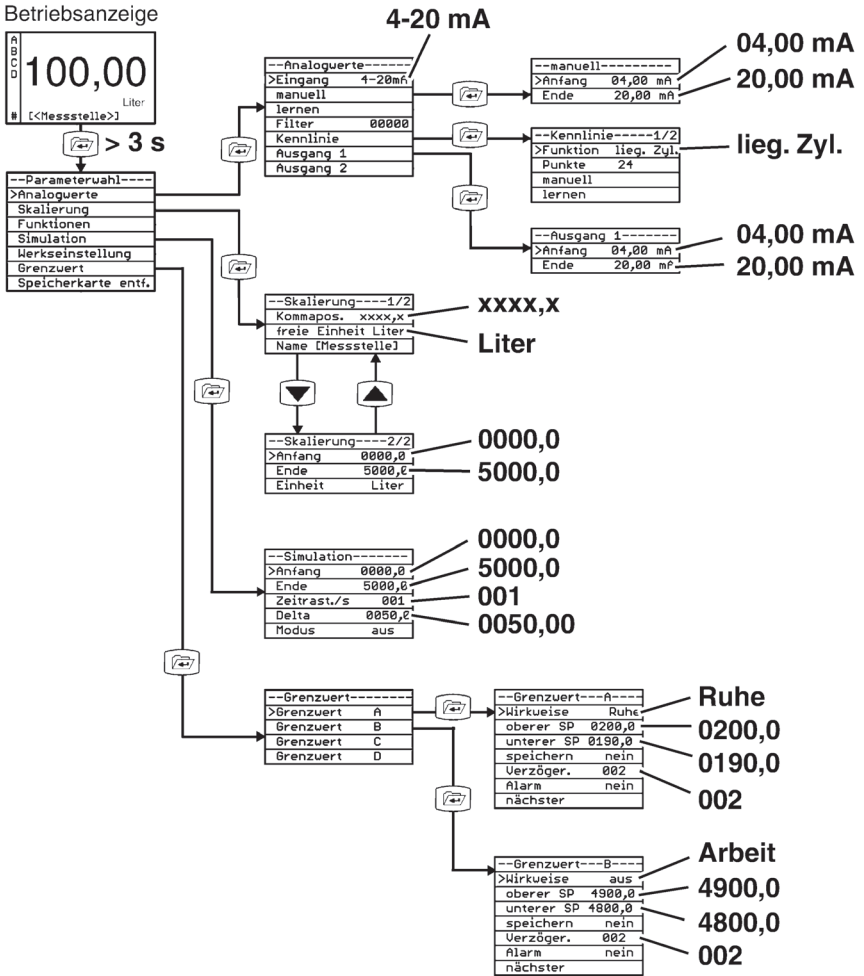 Betriebsanzeige
A
B
C
D
100,00
Liter
# [<Messstelle>]
> 3 s
--Parameterwahl----
>Analogwerte
Skalierung
Funktionen
Simulation
Werkseinstellung
Grenzwert
Speicherkarte entf.
4-20 mA
--Analogwerte------
>Eingang 4-20mA
manuell
lernen
Filter 00000
Kennlinie
Ausgang 1
Ausgang 2
--manuell----------
>Anfang 04,00 mA
Ende 20,00 mA
04,00 mA
20,00 mA
--Kennlinie-----1/2
>Funktion lieg. Zyl.
Punkte 24
manuell
lernen
lieg. Zyl.
--Ausgang 1--------
>Anfang 04,00 mA
Ende 20,00 mA
04,00 mA
20,00 mA
--Skalierung----1/2
Kommapos. xxxx,x
freie Einheit Liter
Name [Messstelle]
xxxx,x
Liter
--Skalierung----2/2
>Anfang 0000,0
Ende 5000,0
Einheit Liter
0000,0
5000,0
--Simulation-------
>Anfang 0000,0
Ende 5000,0
Zeitrast./s 001
Delta 0050,0
Modus aus
0000,0
5000,0
001
0050,00
--Grenzwert--------
>Grenzwert A
Grenzwert B
Grenzwert C
Grenzwert D
--Grenzwert---A----
>Wirkweise Ruhe
oberer SP 0200,0
unterer SP 0190,0
speichern nein
Verzöger. 002
Alarm nein
nächster
Ruhe
0200,0
0190,0
002
--Grenzwert---B----
>Wirkweise aus
oberer SP 4900,0
unterer SP 4800,0
speichern nein
Verzöger. 002
Alarm nein
nächster
Arbeit
4900,0
4800,0
002